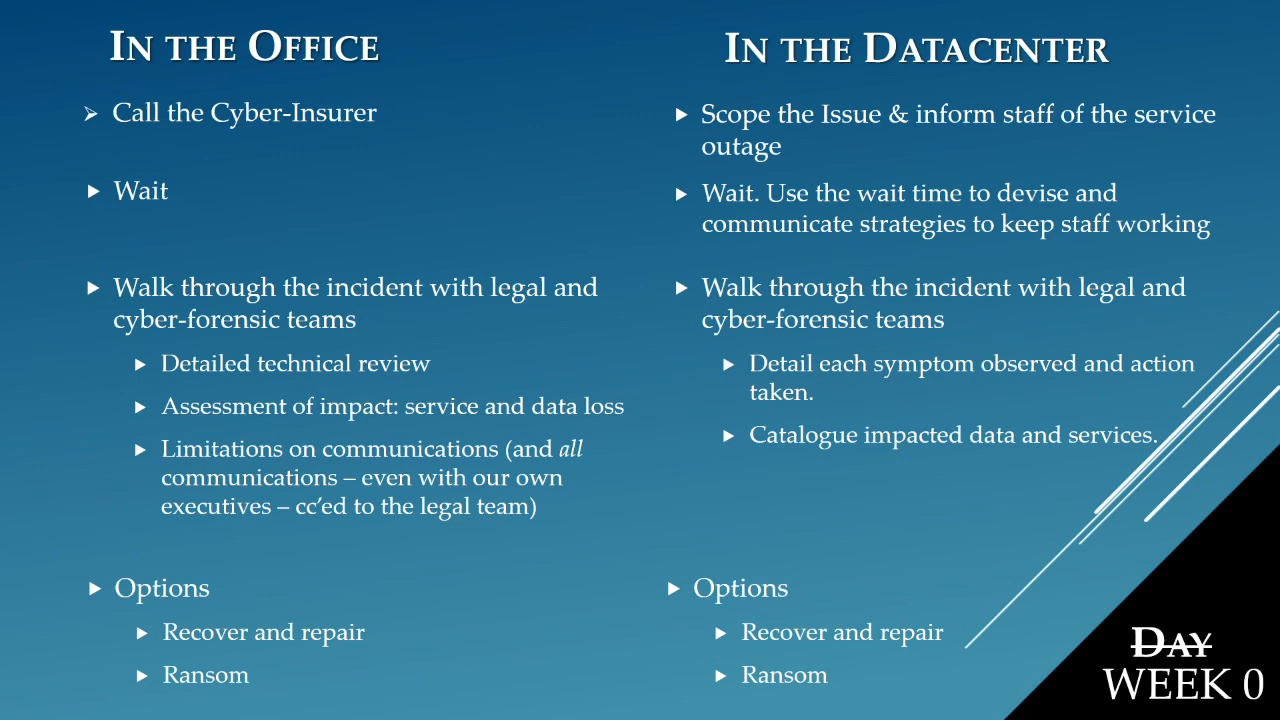 In the Office
Call the Cyber-Insurer
Wait
Walk through the incident with legal and
cyber-forensic teams
Detailed technical review
Assessment of impact: service and data loss
Limitations on communications (and all
communications – even with our own
executives – cc’ed to the legal team)
Options
Recover and repair
Ransom
In the Datacenter
Scope the Issue & inform staff of the service
outage
Wait. Use the wait time to devise and
communicate strategies to keep staff working
Walk through the incident with legal and
cyber-forensic teams
Detail each symptom observed and action
taken.
Catalogue impacted data and services.
Options
Recover and repair
Ransom
Day
WEEK 0